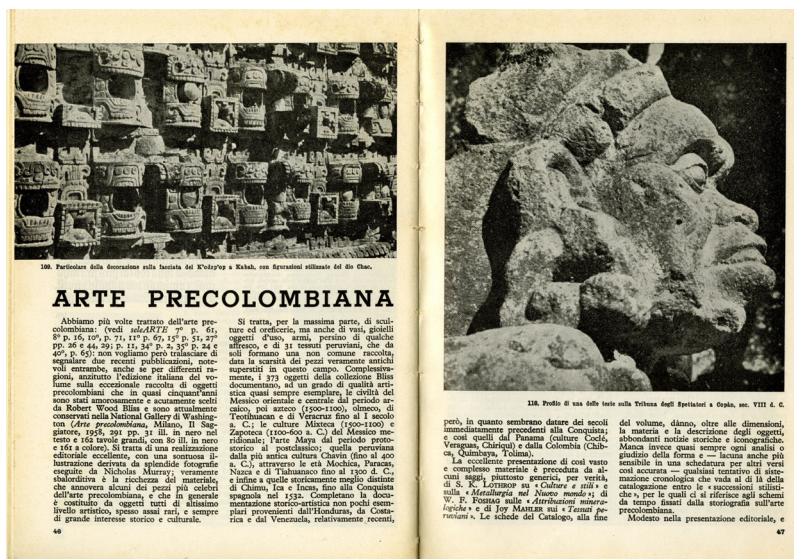 109. Particolare della decorazione sulla facciata del K'odzp'op a Kabah, con figurazioni stilizzate del dio Chac.
ARTE PRECOLOMBIANA
Abbiamo più volte trattato dell'arte pre-
colombiana: (vedi seleARTE 7° p. 61,
8° p. 16, 10°, p. 71, 11° p. 67, 15° p. 51, 27°
pp. 26 e 44, 29; p. 11, 34° p. 2, 35° p. 24 e
40°, p. 65): non vogliamo però tralasciare di
segnalare due recenti pubblicazioni, note-
voli entrambe, anche se per differenti ra-
gioni, anzitutto l'edizione italiana del vo-
lume sulla eccezionale raccolta di oggetti
precolombiani che in quasi cinquant'anni
sono stati amorosamente e acutamente scelti
da Robert Wood Bliss e sono attualmente
conservati nella National Gallery di Washing-
ton (Arte precolombiana, Milano, Il Sag-
giatore, 1958, 291 pp. 31 ill. in nero nel
testo e 162 tavole grandi, con 80 ill. in nero
e 161 a colore). Si tratta di una realizzazione
editoriale eccellente, con una sontuosa il-
lustrazione derivata da splendide fotografie
eseguite da Nicholas Murray; veramente
sbalorditiva è la ricchezza del materiale,
che annovera alcuni dei pezzi più celebri
dell'arte precolombiana, e che in generale
è costituito da oggetti tutti di altissimo
livello artistico, spesso assai rari, e sempre
di grande interesse storico e culturale.
Si tratta, per la massima parte, di scul-
ture ed oreficerie, ma anche di vasi, gioielli
oggetti d'uso, armi, persino di qualche
affresco, e di 31 tessuti peruviani, che da
soli formano una non comune raccolta,
data la scarsità dei pezzi veramente antichi
superstiti in questo campo. Complessiva-
mente, i 373 oggetti della collezione Bliss
documentano, ad un grado di qualità arti-
stica quasi sempre esemplare, le civiltà del
Messico orientale e centrale dal periodo ar-
caico, poi azteco (1500-1100), olmeco, di
Teotihuacan e di Veracruz fino al I secolo
a. C.; le culture Mixteca (1500-1100) e
Zapoteca (1100-600 a. C.) del Messico me-
ridionale; l'arte Maya dal periodo proto-
storico al postclassico; quella peruviana
dalla più antica cultura Chavin (fino al 400
a. C.), attraverso le età Mochica, Paracas,
Nazca e di Tiahuanaco fino al 1300 d. C.,
e infine a quelle storicamente meglio distinte
di Chimu, Ica e Incas, fino alla Conquista
spagnola nel 1532. Completano la docu-
mentazione storico-artistica non pochi esem-
plari provenienti dall'Honduras, da Costa-
rica e dal Venezuela, relativamente recenti,
46
110. Profilo di una delle teste sulla Tribuna degli Spettatori a Copàn, sec. VIII d. C.
però, in quanto sembrano datare dei secoli
immediatamente precedenti alla Conquista;
e così quelli dal Panama (culture Coclé,
Veraguas, Chiriquì) e dalla Colombia (Chib-
ca, Quimbaya, Tolima).
La eccellente presentazione di così vasto
e complesso materiale è preceduta da al-
cuni saggi, piuttosto generici, per verità,
di S. K. LOTHROP su «Culture e stili» e
sulla «Metallurgia nel Nuovo mondo»; di
W. F. FOSHAG sulle «Attribuzioni minera-
logiche» e di Joy MAHLER sui «Tessuti pe-
ruviani». Le schede del Catalogo, alla fine
del volume, dànno, oltre alle dimensioni,
la materia e la descrizione degli oggetti,
abbondanti notizie storiche e iconografiche.
Manca invece quasi sempre ogni analisi o
giudizio della forma e — lacuna anche più
sensibile in una schedatura per altri versi
così accurata — qualsiasi tentativo di siste-
mazione cronologica che vada al di là della
catalogazione entro le «successioni stilisti-
che», per le quali ci si riferisce agli schemi
da tempo fissati dalla storiografia sull'arte
precolombiana.
Modesto nella presentazione editoriale, e
47